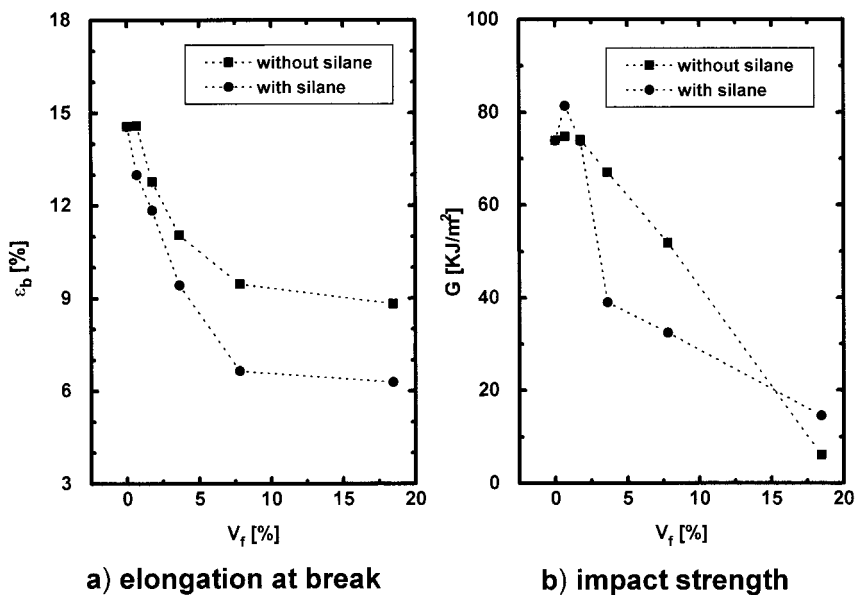 18
15
12
9
6
3
εb [%]
without silane
with silane
0
5
10
15
20
Vf [%]
a) elongation at break
100
80
60
40
20
0
G [KJ/m²]
without silane
with silane
0
5
10
15
20
Vf [%]
b) impact strength